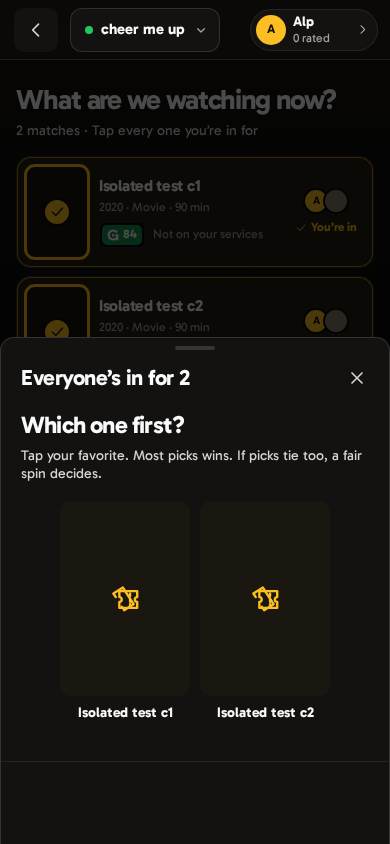 cheer me up
A
Alp
0 rated
What are we watching now?
2 matches · Tap every one you’re in for
Isolated test c1
2020 · Movie · 90 min
84
Not on your services
A
You’re in
Isolated test c2
2020 · Movie · 90 min
A
Everyone’s in for 2
Which one first?
Tap your favorite. Most picks wins. If picks tie too, a fair
spin decides.
Isolated test c1
Isolated test c2